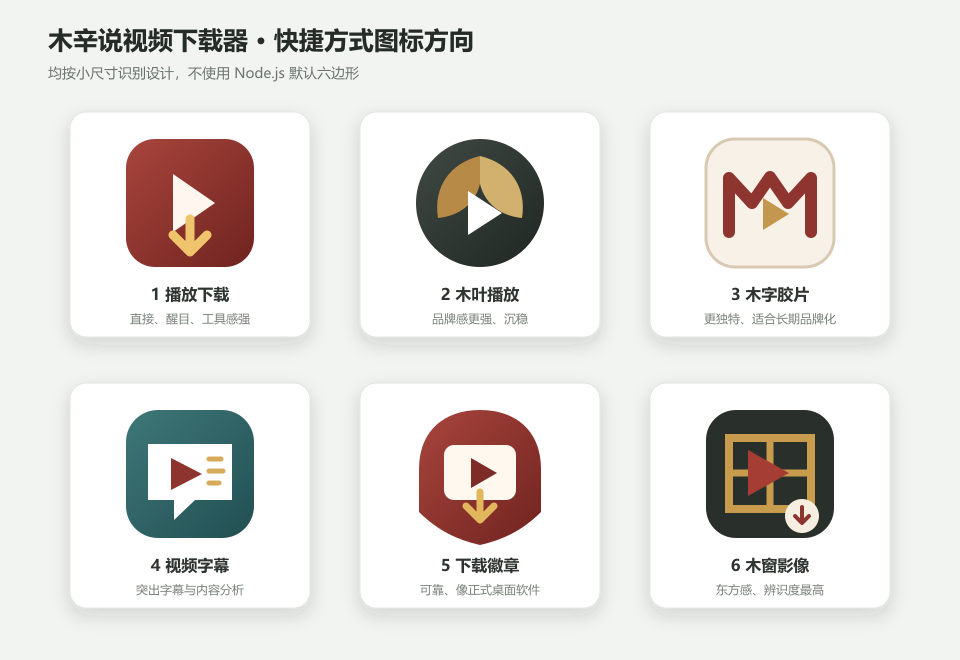 木辛说视频下载器·快捷方式图标方向
均按小尺寸识别设计，不使用 Node.js 默认六边形
1 播放下载
直接、醒目、工具感强
2 木叶播放
品牌感更强、沉稳
3 木字胶片
更独特、适合长期品牌化
4 视频字幕
突出字幕与内容分析
5 下载徽章
可靠、像正式桌面软件
6 木窗影像
东方感、辨识度最高